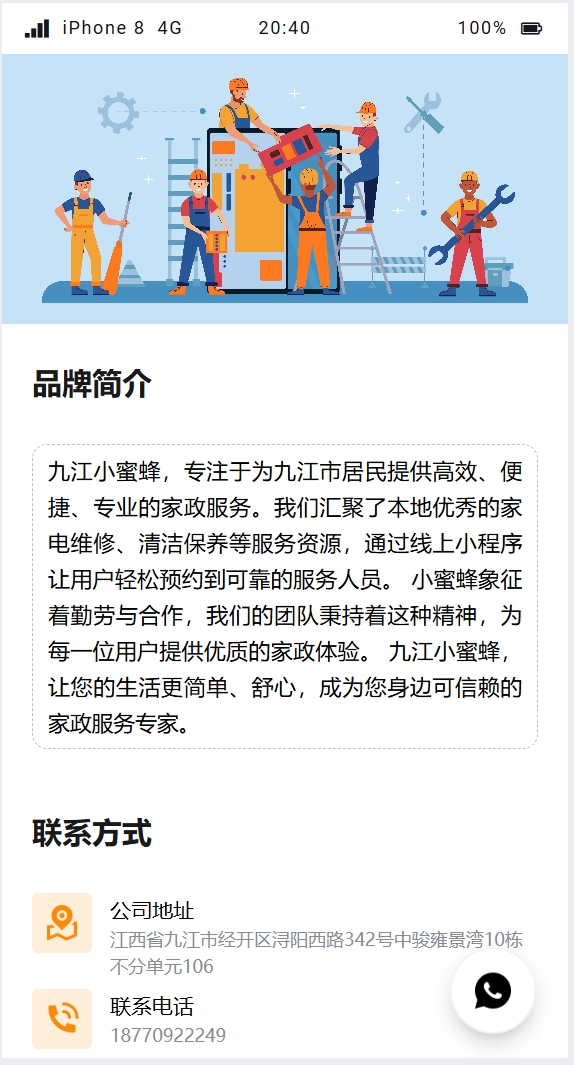 iPhone 8 4G 20:40 100%
品牌简介
九江小蜜蜂，专注于为九江市居民提供高效、便
捷、专业的家政服务。我们汇聚了本地优秀的家
电维修、清洁保养等服务资源，通过线上小程序
让用户轻松预约到可靠的服务人员。 小蜜蜂象征
着勤劳与合作，我们的团队秉持着这种精神，为
每一位用户提供优质的家政体验。 九江小蜜蜂，
让您的生活更简单、舒心，成为您身边可信赖的
家政服务专家。
联系方式
公司地址
江西省九江市经开区浔阳西路342号中骏雍景湾10栋
不分单元106
联系电话
18770922249